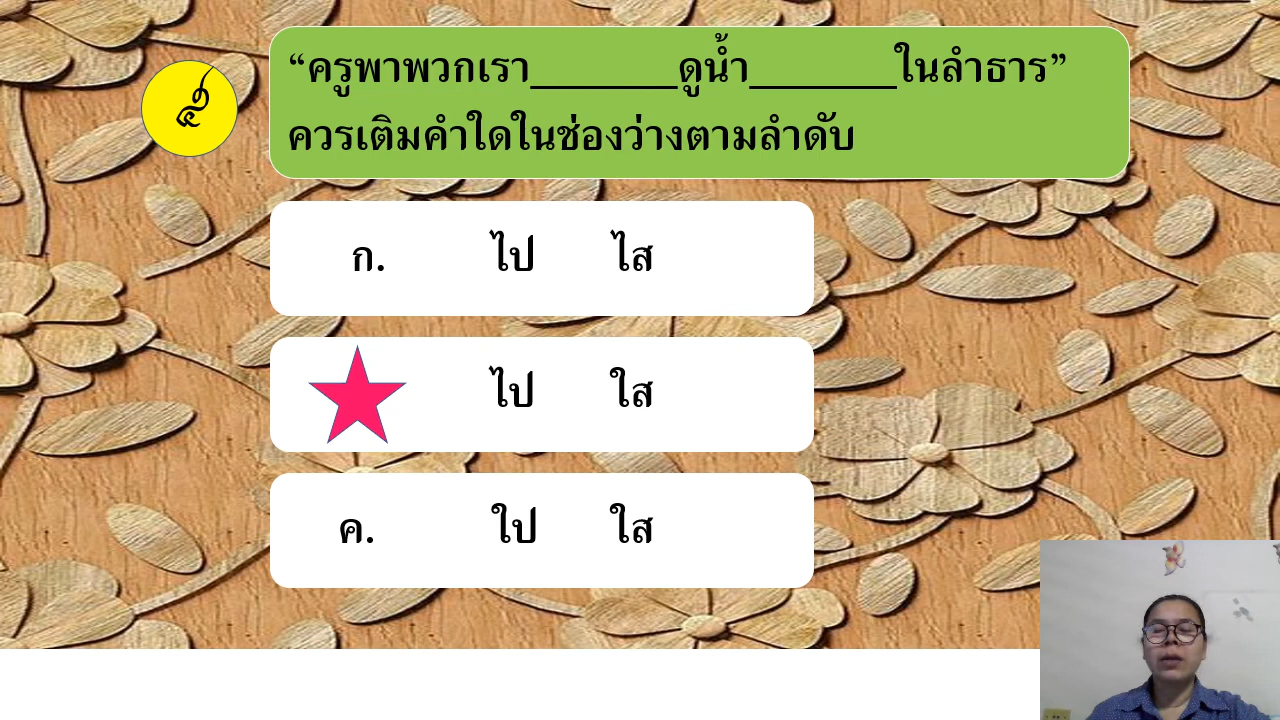 ๔
“ครูพาพวกเรา_______ดูน้ำ_______ในลำธาร”
ควรเติมคำใดในช่องว่างตามลำดับ
ก. ไป ไส
ไป ใส
ค. ใป ใส